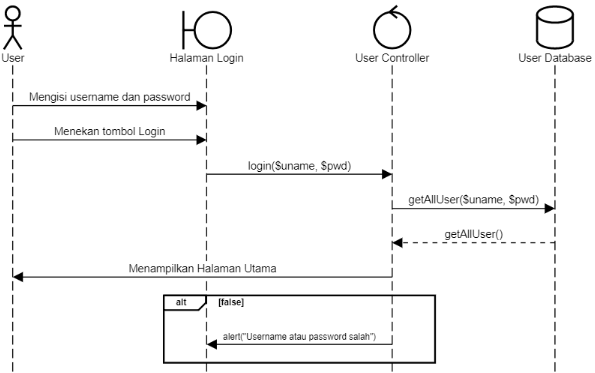 User
Halaman Login
User Controller
User Database
Mengisi username dan password
Menekan tombol Login
login($uname, $pwd)
getAllUser($uname, $pwd)
getAllUser()
Menampilkan Halaman Utama
alt
[false]
alert("Username atau password salah")